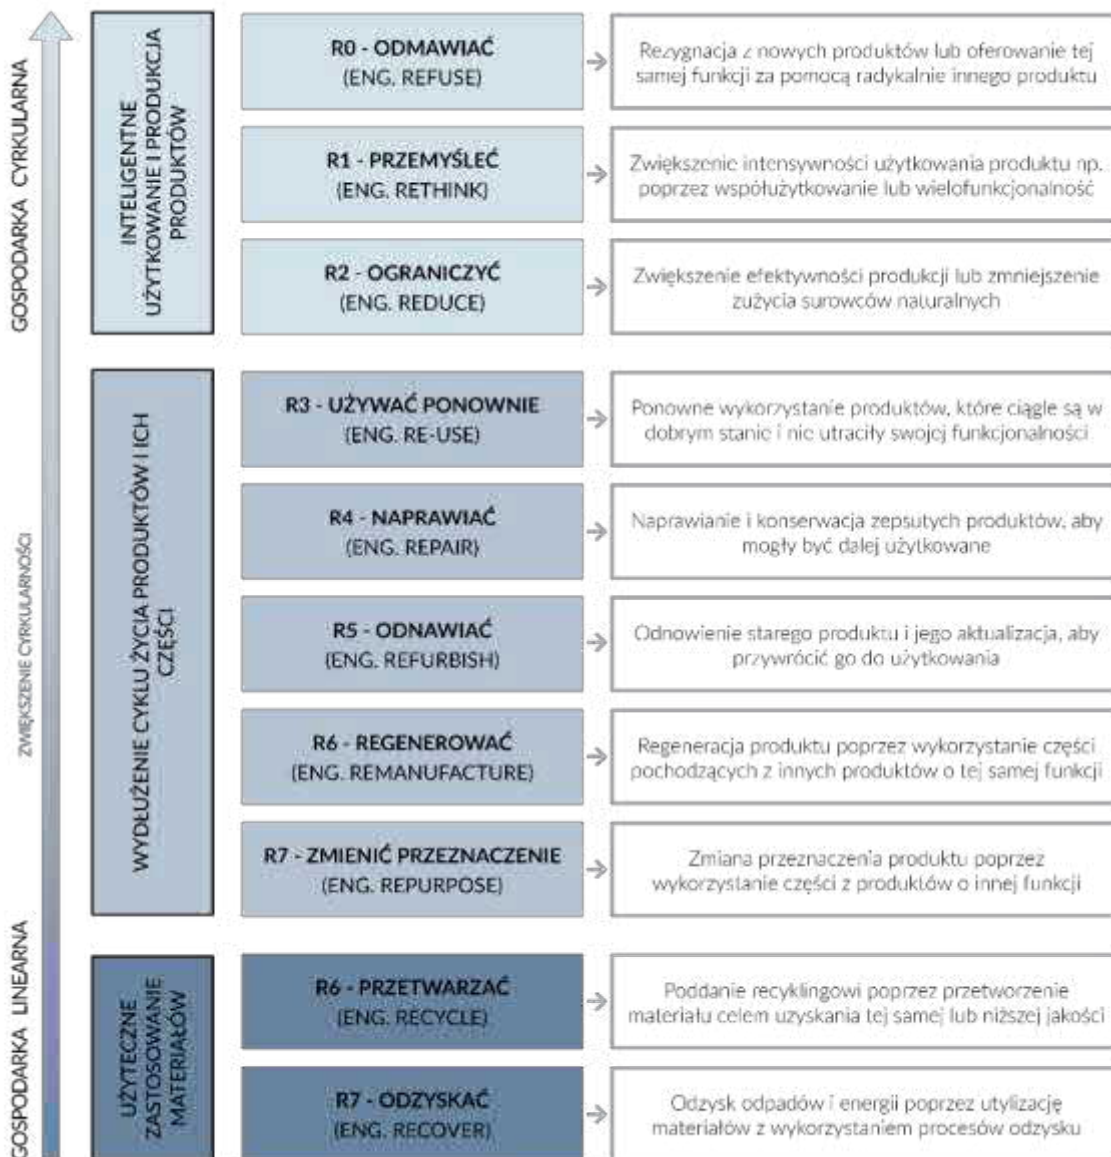 GOSPODARKA CYRKULARNA
ZWIĘKSZENIE CYRKULARNOŚCI
GOSPODARKA LINEARNA
INTELIGENTNE
UŻYTKOWANIE I PRODUKCJA
PRODUKTÓW
R0 - ODMAWIAĆ
(ENG. REFUSE)
Rezygnacja z nowych produktów lub oferowanie tej
samej funkcji za pomocą radykalnie innego produktu
R1 - PRZEMYŚLEĆ
(ENG. RETHINK)
Zwiększenie intensywności użytkowania produktu np.
poprzez współużytkowanie lub wielofunkcjonalność
R2 - OGRANICZYĆ
(ENG. REDUCE)
Zwiększenie efektywności produkcji lub zmniejszenie
zużycia surowców naturalnych
WYDŁUŻENIE CYKLU ŻYCIA PRODUKTÓW I ICH
CZĘŚCI
R3 - UŻYWAĆ PONOWNIE
(ENG. RE-USE)
Ponowne wykorzystanie produktów, które ciągle są w
dobrym stanie i nie utraciły swojej funkcjonalności
R4 - NAPRAWIAĆ
(ENG. REPAIR)
Naprawianie i konserwacja zepsutych produktów, aby
mogły być dalej użytkowane
R5 - ODNAWIAĆ
(ENG. REFURBISH)
Odnowienie starego produktu i jego aktualizacja, aby
przywrócić go do użytkowania
R6 - REGENEROWAĆ
(ENG. REMANUFACTURE)
Regeneracja produktu poprzez wykorzystanie części
pochodzących z innych produktów o tej samej funkcji
R7 - ZMIENIĆ PRZEZNACZENIE
(ENG. REPURPOSE)
Zmiana przeznaczenia produktu poprzez
wykorzystanie części z produktów o innej funkcji
UŻYTECZNE
ZASTOSOWANIE
MATERIAŁÓW
R6 - PRZETWARZAĆ
(ENG. RECYCLE)
Poddanie recyklingowi poprzez przetworzenie
materiału celem uzyskania tej samej lub niższej jakości
R7 - ODZYSKAĆ
(ENG. RECOVER)
Odzysk odpadów i energii poprzez utylizację
materiałów z wykorzystaniem procesów odzysku